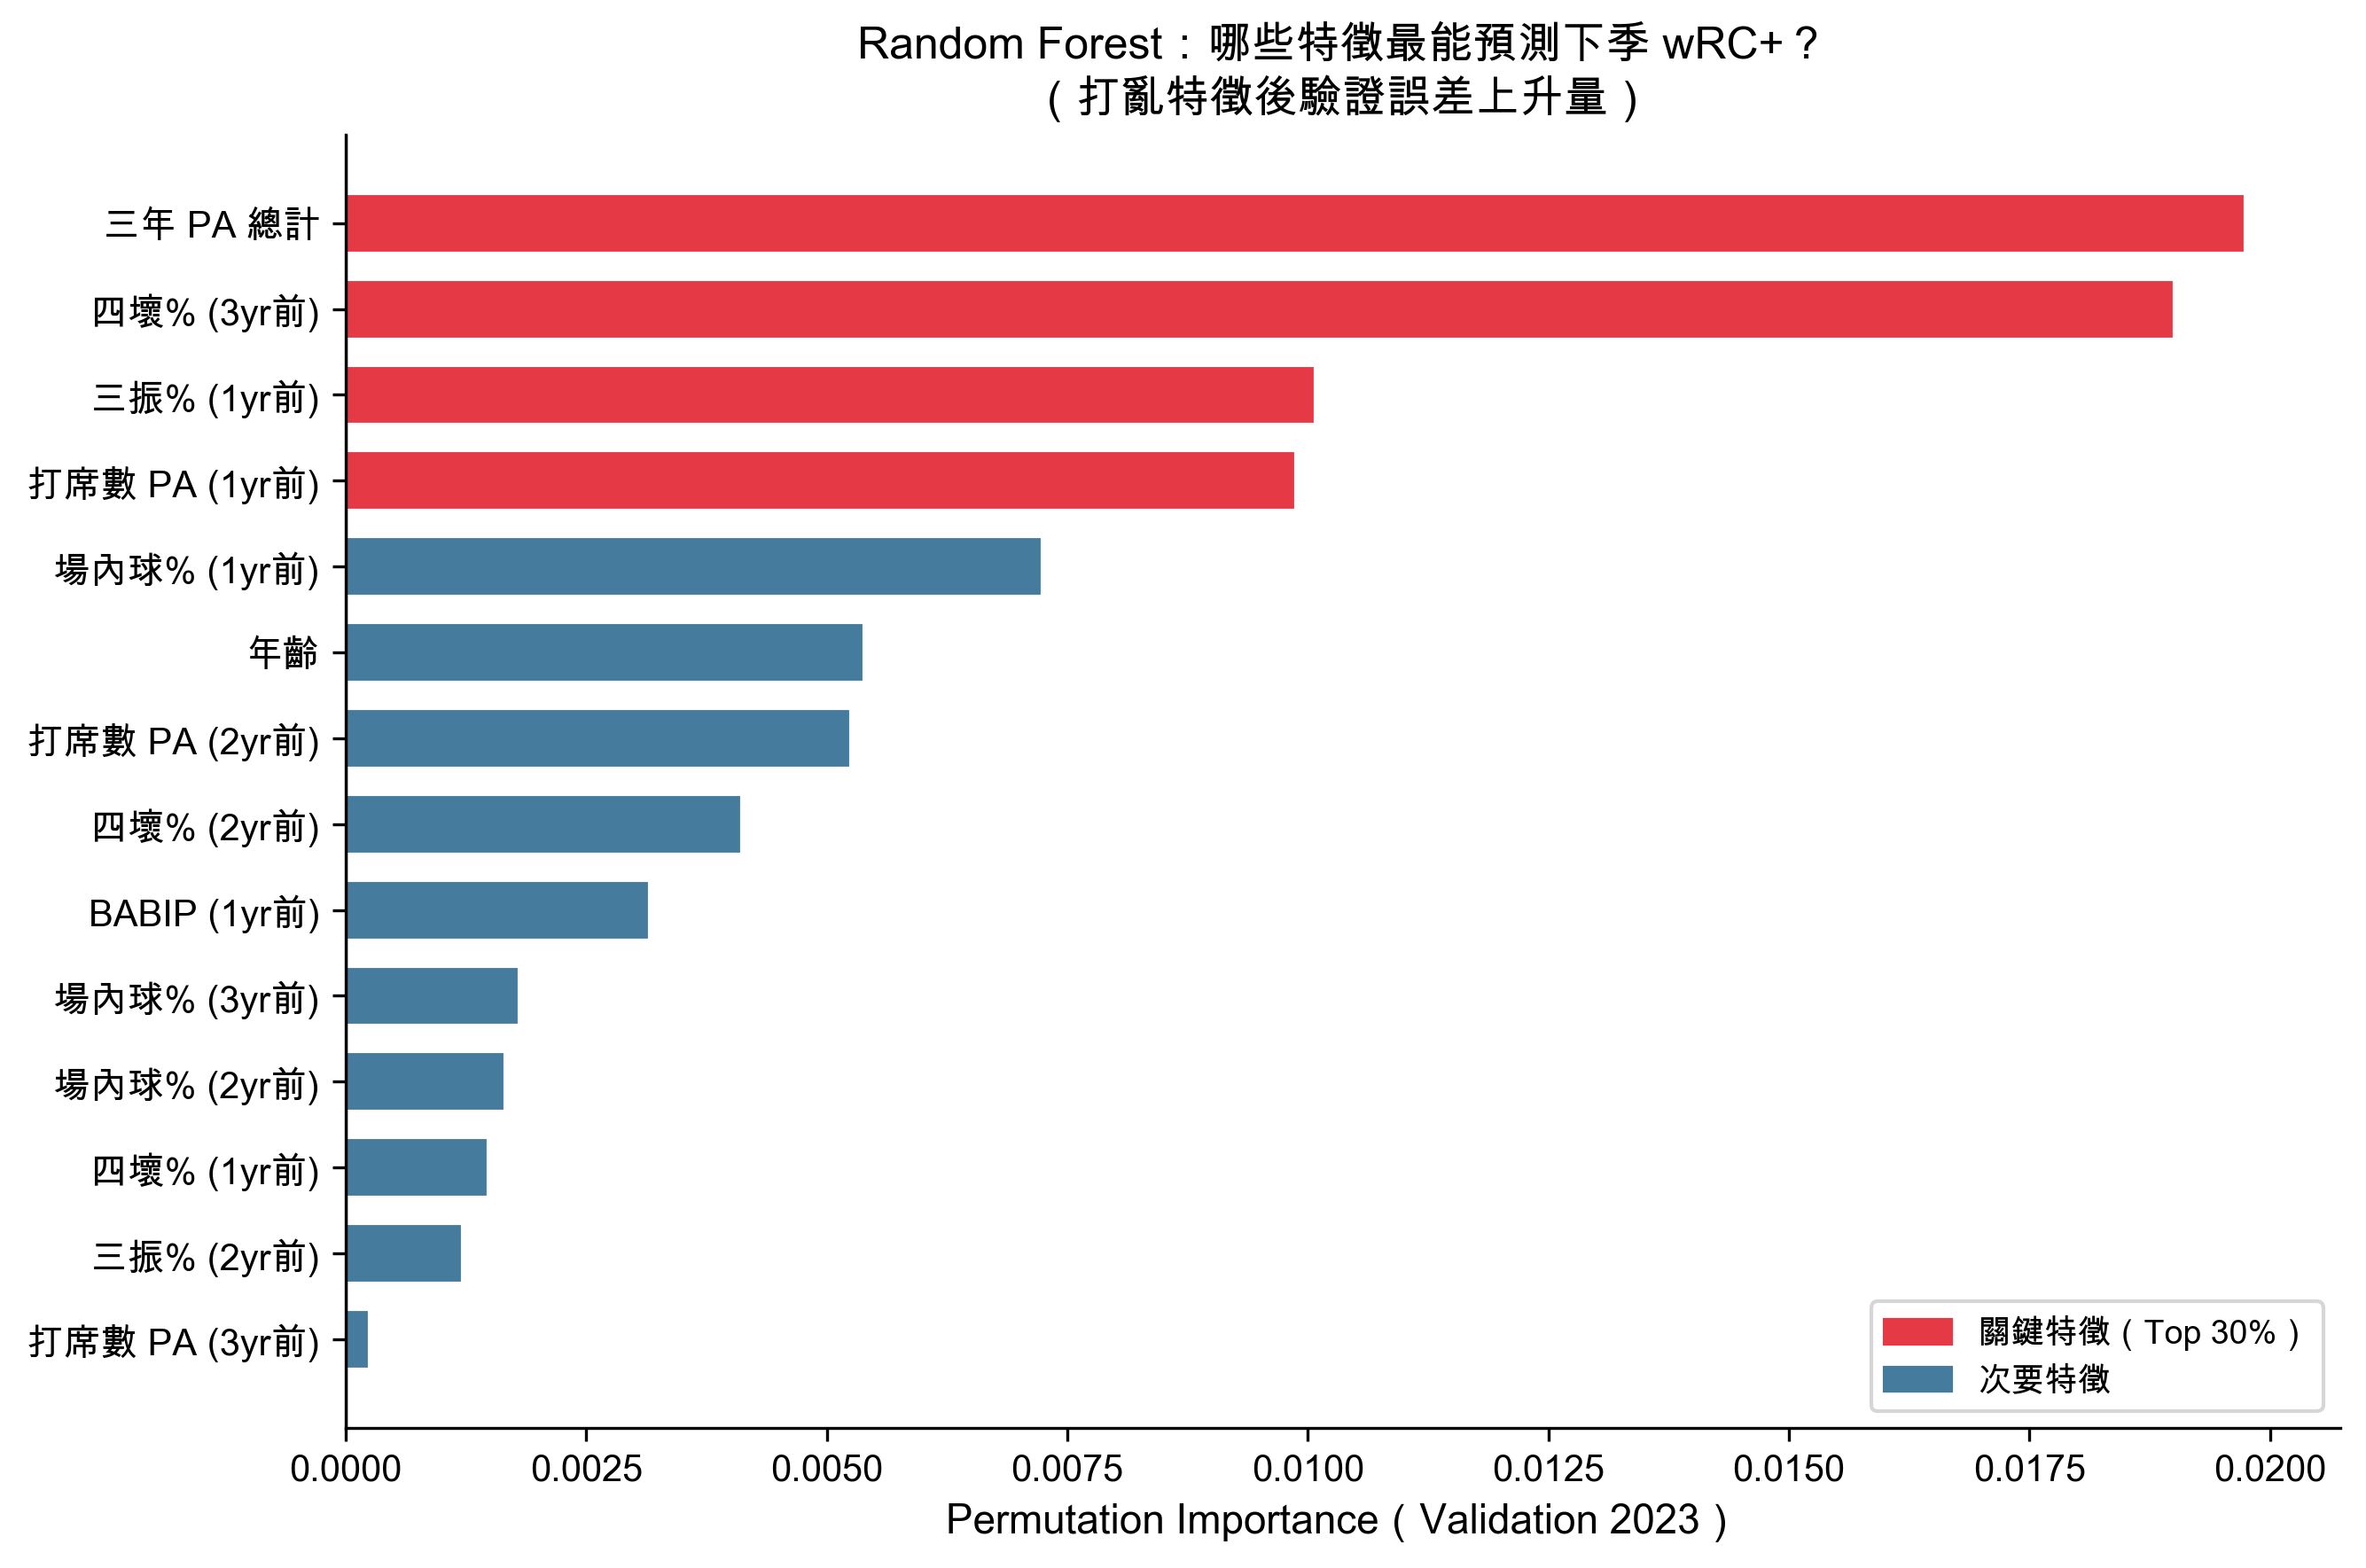 Random Forest：哪些特徵最能預測下季 wRC+？
（打亂特徵後驗證誤差上升量）
三年 PA 總計
四壞% (3yr前)
三振% (1yr前)
打席數 PA (1yr前)
場內球% (1yr前)
年齡
打席數 PA (2yr前)
四壞% (2yr前)
BABIP (1yr前)
場內球% (3yr前)
場內球% (2yr前)
四壞% (1yr前)
三振% (2yr前)
打席數 PA (3yr前)
關鍵特徵（Top 30%）
次要特徵
0.0000 0.0025 0.0050 0.0075 0.0100 0.0125 0.0150 0.0175 0.0200
Permutation Importance（Validation 2023）